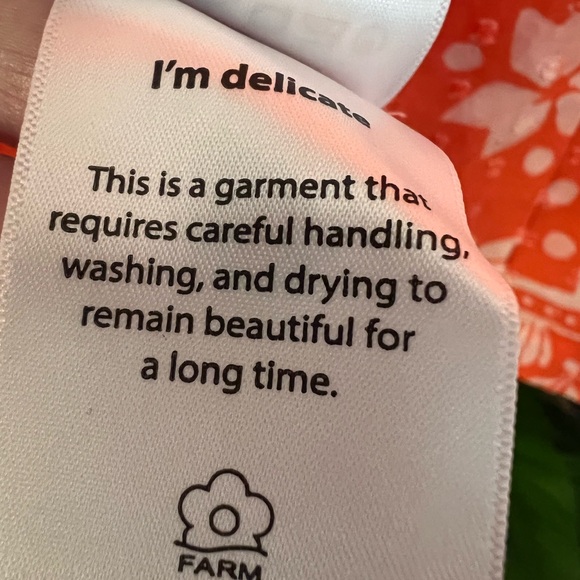 I'm delicate
This is a garment that
requires careful handling,
washing, and drying to
remain beautiful for
a long time.
FARM